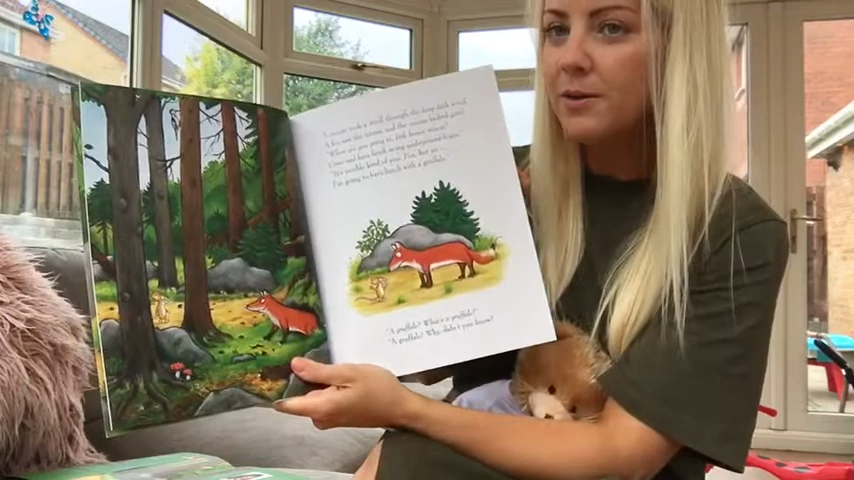 A mouse took a stroll through the deep dark wood.
A fox saw the mouse and the mouse looked good.
"Where are you going to, little brown mouse?
Come and have lunch in my underground house."
"It's terribly kind of you, Fox, but no –
I'm going to have lunch with a gruffalo."
"A gruffalo? What's a gruffalo?"
"A gruffalo! Why, didn't you know?